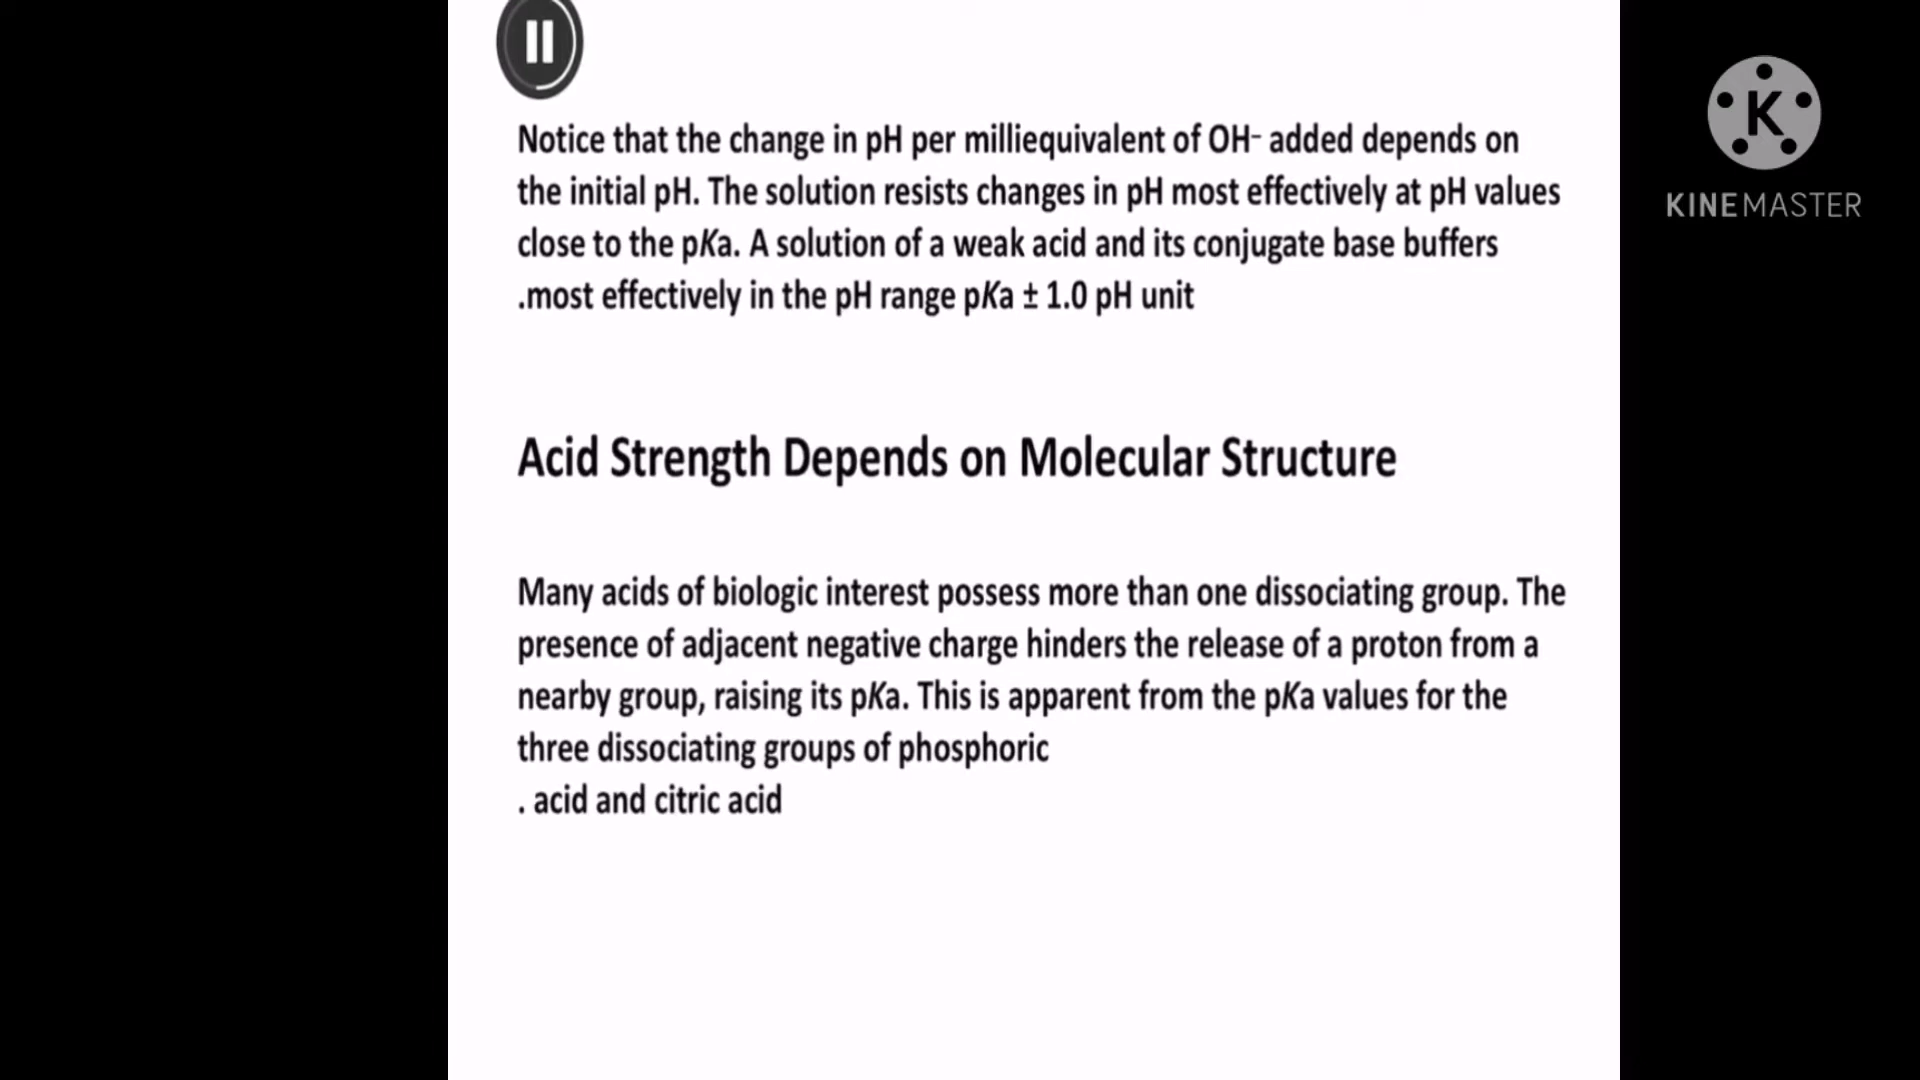 Notice that the change in pH per milliequivalent of OH⁻ added depends on
the initial pH. The solution resists changes in pH most effectively at pH values
close to the pKa. A solution of a weak acid and its conjugate base buffers
.most effectively in the pH range pKa ± 1.0 pH unit
Acid Strength Depends on Molecular Structure
Many acids of biologic interest possess more than one dissociating group. The
presence of adjacent negative charge hinders the release of a proton from a
nearby group, raising its pKa. This is apparent from the pKa values for the
three dissociating groups of phosphoric
. acid and citric acid
K
KINEMASTER